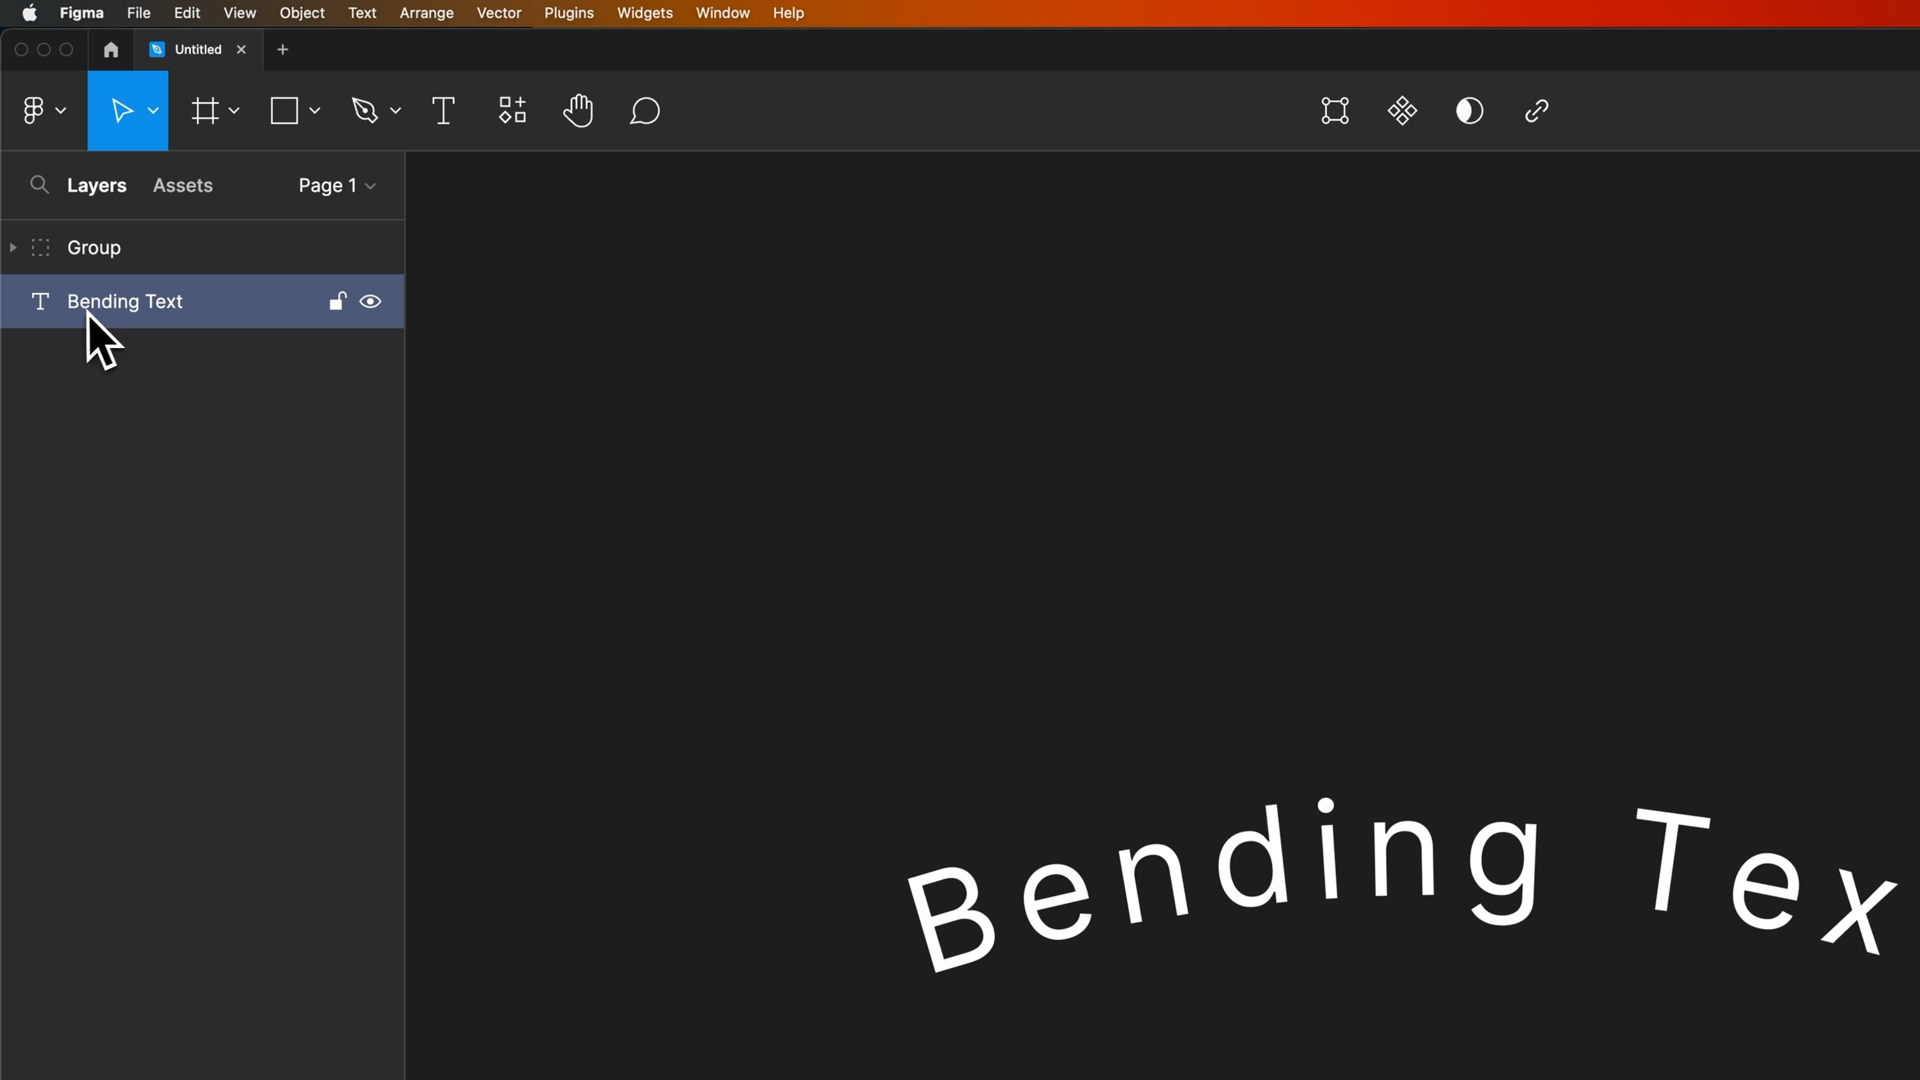 Figma File Edit View Object Text Arrange Vector Plugins Widgets Window Help
Untitled
Layers Assets Page 1
Group
Bending Text
Bending Tex